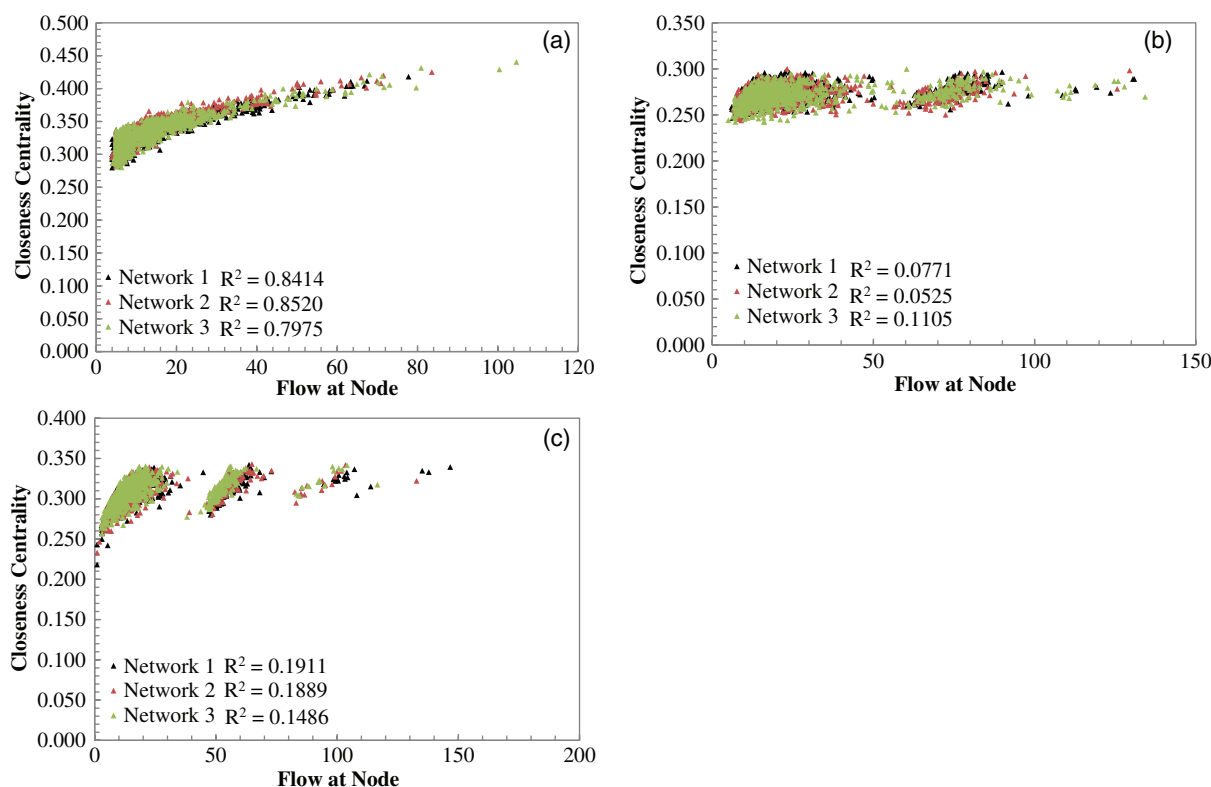 (a)
Closeness Centrality
0.500
0.450
0.400
0.350
0.300
0.250
0.200
0.150
0.100
0.050
0.000
Network 1 R² = 0.8414
Network 2 R² = 0.8520
Network 3 R² = 0.7975
0 20 40 60 80 100 120
Flow at Node
(b)
Closeness Centrality
0.350
0.300
0.250
0.200
0.150
0.100
0.050
0.000
Network 1 R² = 0.0771
Network 2 R² = 0.0525
Network 3 R² = 0.1105
0 50 100 150
Flow at Node
(c)
Closeness Centrality
0.400
0.350
0.300
0.250
0.200
0.150
0.100
0.050
0.000
Network 1 R² = 0.1911
Network 2 R² = 0.1889
Network 3 R² = 0.1486
0 50 100 150 200
Flow at Node